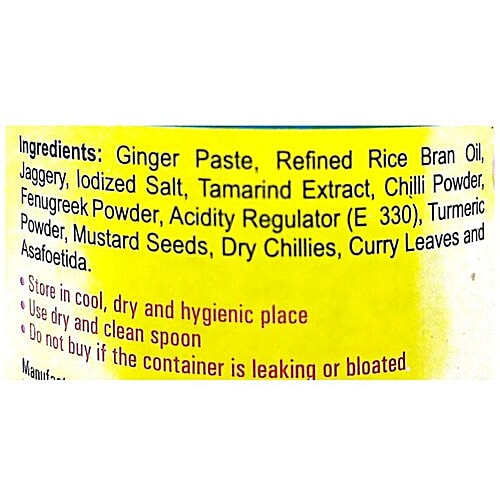 Ingredients: Ginger Paste, Refined Rice Bran Oil,
Jaggery, Iodized Salt, Tamarind Extract, Chilli Powder,
Fenugreek Powder, Acidity Regulator (E 330), Turmeric
Powder, Mustard Seeds, Dry Chillies, Curry Leaves and
Asafoetida.
• Store in cool, dry and hygienic place
• Use dry and clean spoon
• Do not buy if the container is leaking or bloated